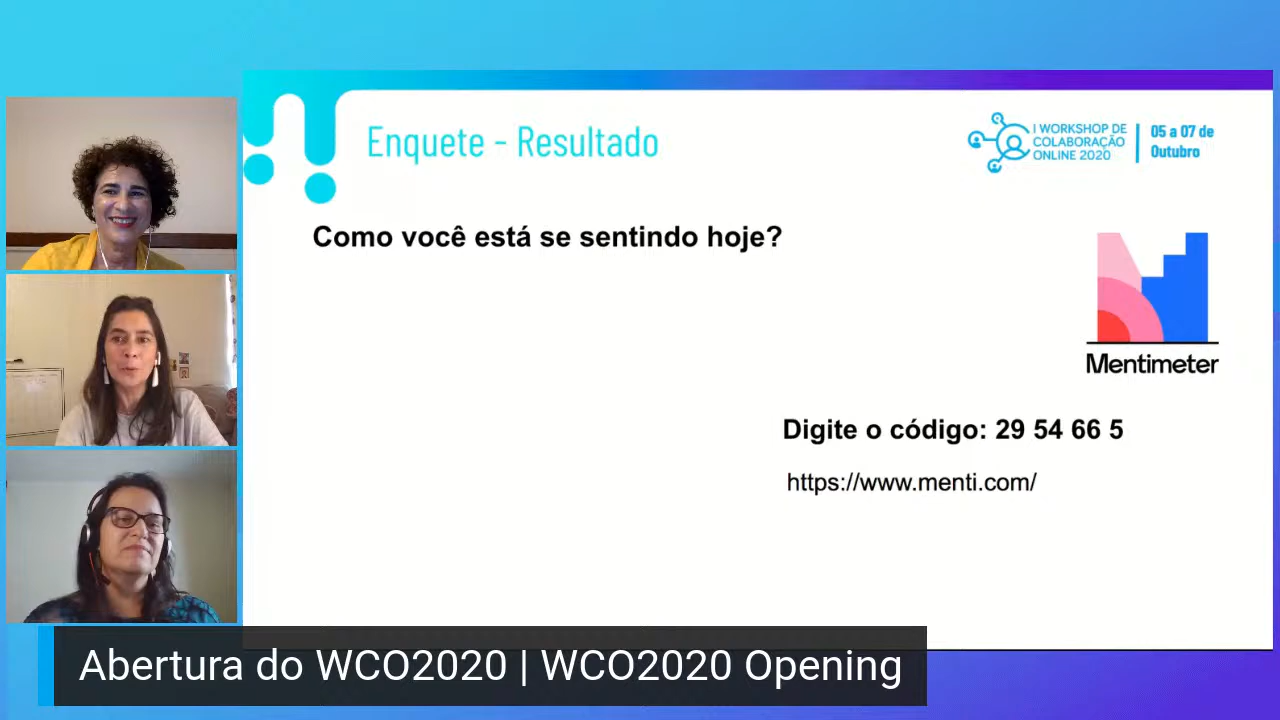 Enquete - Resultado
I WORKSHOP DE
COLABORAÇÃO
ONLINE 2020
05 a 07 de
Outubro
Como você está se sentindo hoje?
Mentimeter
Digite o código: 29 54 66 5
https://www.menti.com/
Abertura do WCO2020 | WCO2020 Opening